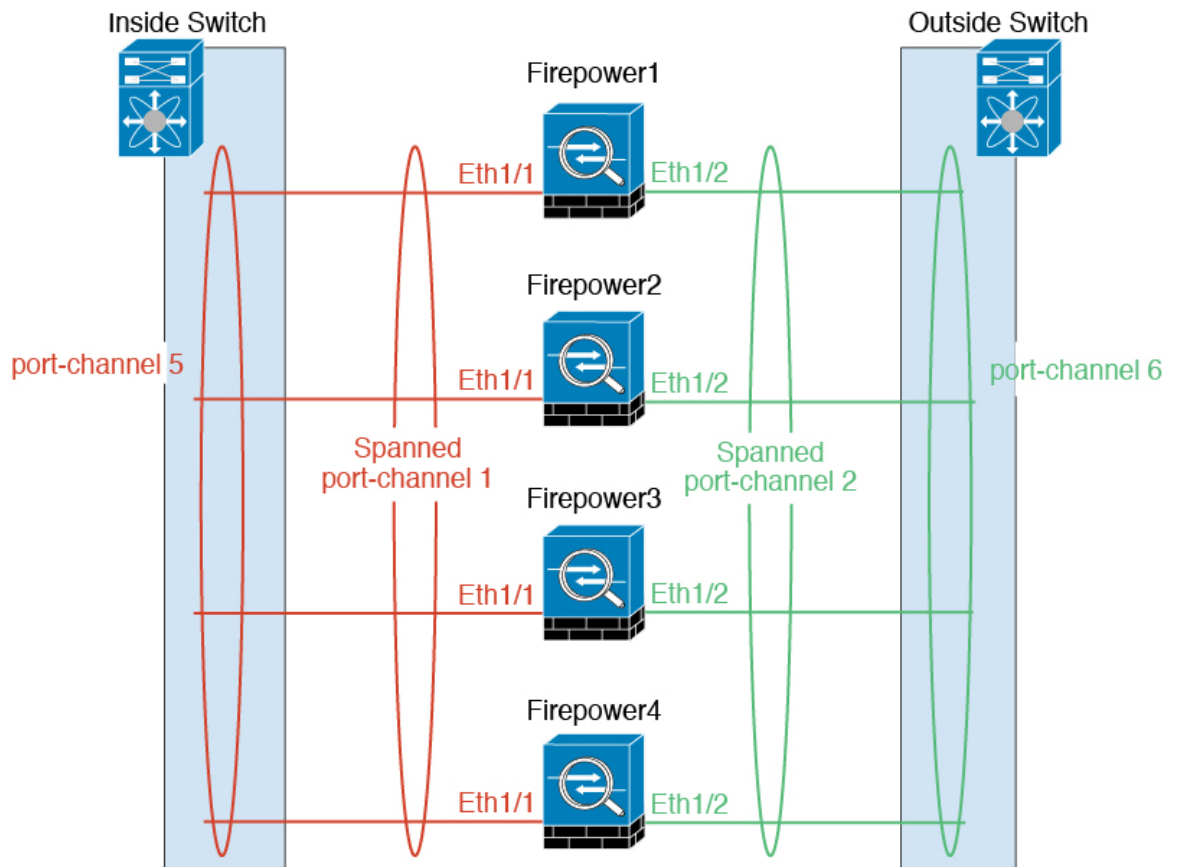 Inside Switch
Outside Switch
Firepower1
Eth1/1
Eth1/2
Firepower2
port-channel 5
port-channel 6
Eth1/1
Eth1/2
Spanned
port-channel 1
Spanned
port-channel 2
Firepower3
Eth1/1
Eth1/2
Firepower4
Eth1/1
Eth1/2